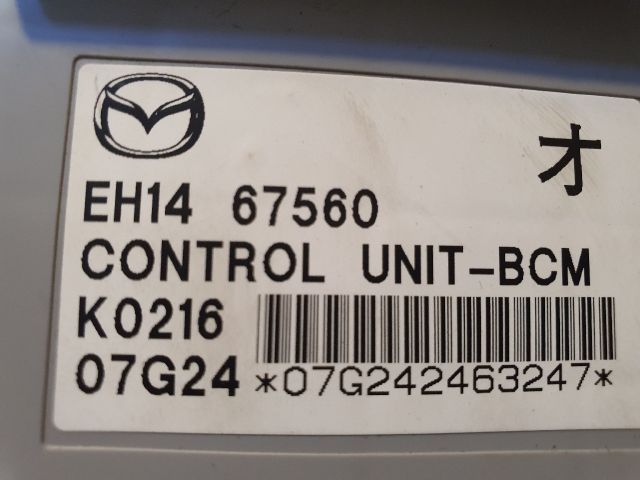 オ
EH14 67560
CONTROL UNIT-BCM
K0216
07G24 *07G242463247*